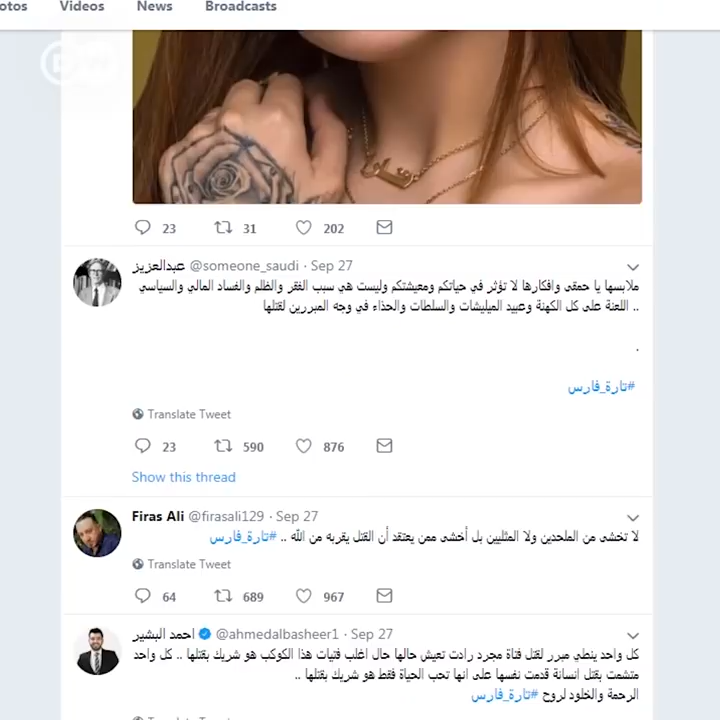 otos Videos News Broadcasts
DW
23 31 202
عبدالعزيز @someone_saudi · Sep 27
ملابسها يا حمقى وافكارها لا تؤثر في حياتكم ومعيشتكم وليست هي سبب الفقر والظلم والفساد المالي والسياسي
.. اللعنة على كل الكهنة وعبيد الميليشات والسلطات والحذاء في وجه المبررين لقتلها
.
#تارة_فارس
Translate Tweet
23 590 876
Show this thread
Firas Ali @firasali129 · Sep 27
لا تخشى من الملحدين ولا المثليين بل أخشى ممن يعتقد أن القتل يقربه من الله .. #تارة_فارس
Translate Tweet
64 689 967
احمد البشير @ahmedalbasheer1 · Sep 27
كل واحد ينطي مبرر لقتل فتاة مجرد رادت تعيش حالها حال اغلب فتيات هذا الكوكب هو شريك بقتلها .. كل واحد
متشمت بقتل انسانة قدمت نفسها على انها تحب الحياة فقط هو شريك بقتلها ..
الرحمة والخلود لروح #تارة_فارس
Translate Tweet